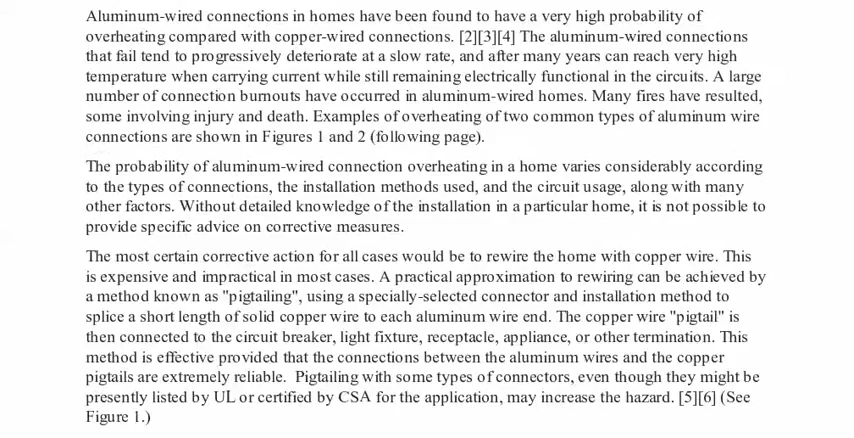 Aluminum-wired connections in homes have been found to have a very high probability of
overheating compared with copper-wired connections. [2][3][4] The aluminum-wired connections
that fail tend to progressively deteriorate at a slow rate, and after many years can reach very high
temperature when carrying current while still remaining electrically functional in the circuits. A large
number of connection burnouts have occurred in aluminum-wired homes. Many fires have resulted,
some involving injury and death. Examples of overheating of two common types of aluminum wire
connections are shown in Figures 1 and 2 (following page).
The probability of aluminum-wired connection overheating in a home varies considerably according
to the types of connections, the installation methods used, and the circuit usage, along with many
other factors. Without detailed knowledge of the installation in a particular home, it is not possible to
provide specific advice on corrective measures.
The most certain corrective action for all cases would be to rewire the home with copper wire. This
is expensive and impractical in most cases. A practical approximation to rewiring can be achieved by
a method known as "pigtailing", using a specially-selected connector and installation method to
splice a short length of solid copper wire to each aluminum wire end. The copper wire "pigtail" is
then connected to the circuit breaker, light fixture, receptacle, appliance, or other termination. This
method is effective provided that the connections between the aluminum wires and the copper
pigtails are extremely reliable.  Pigtailing with some types of connectors, even though they might be
presently listed by UL or certified by CSA for the application, may increase the hazard. [5][6] (See
Figure 1.)